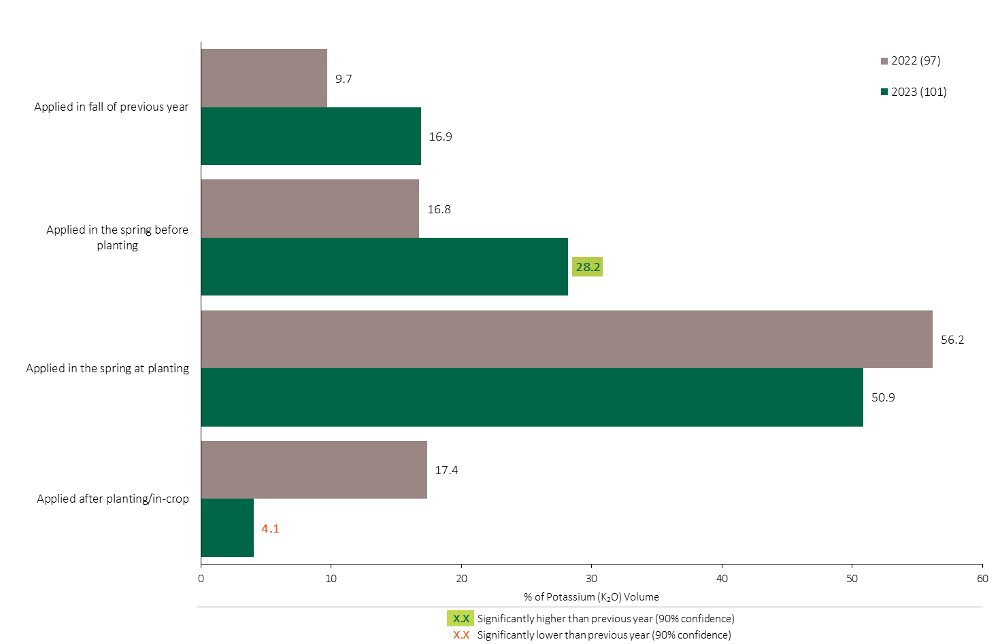 2022 (97)
2023 (101)
Applied in fall of previous year
9.7
16.9
Applied in the spring before
planting
16.8
28.2
Applied in the spring at planting
56.2
50.9
Applied after planting/in-crop
17.4
4.1
0 10 20 30 40 50 60
% of Potassium (K₂O) Volume
X.X Significantly higher than previous year (90% confidence)
X.X Significantly lower than previous year (90% confidence)